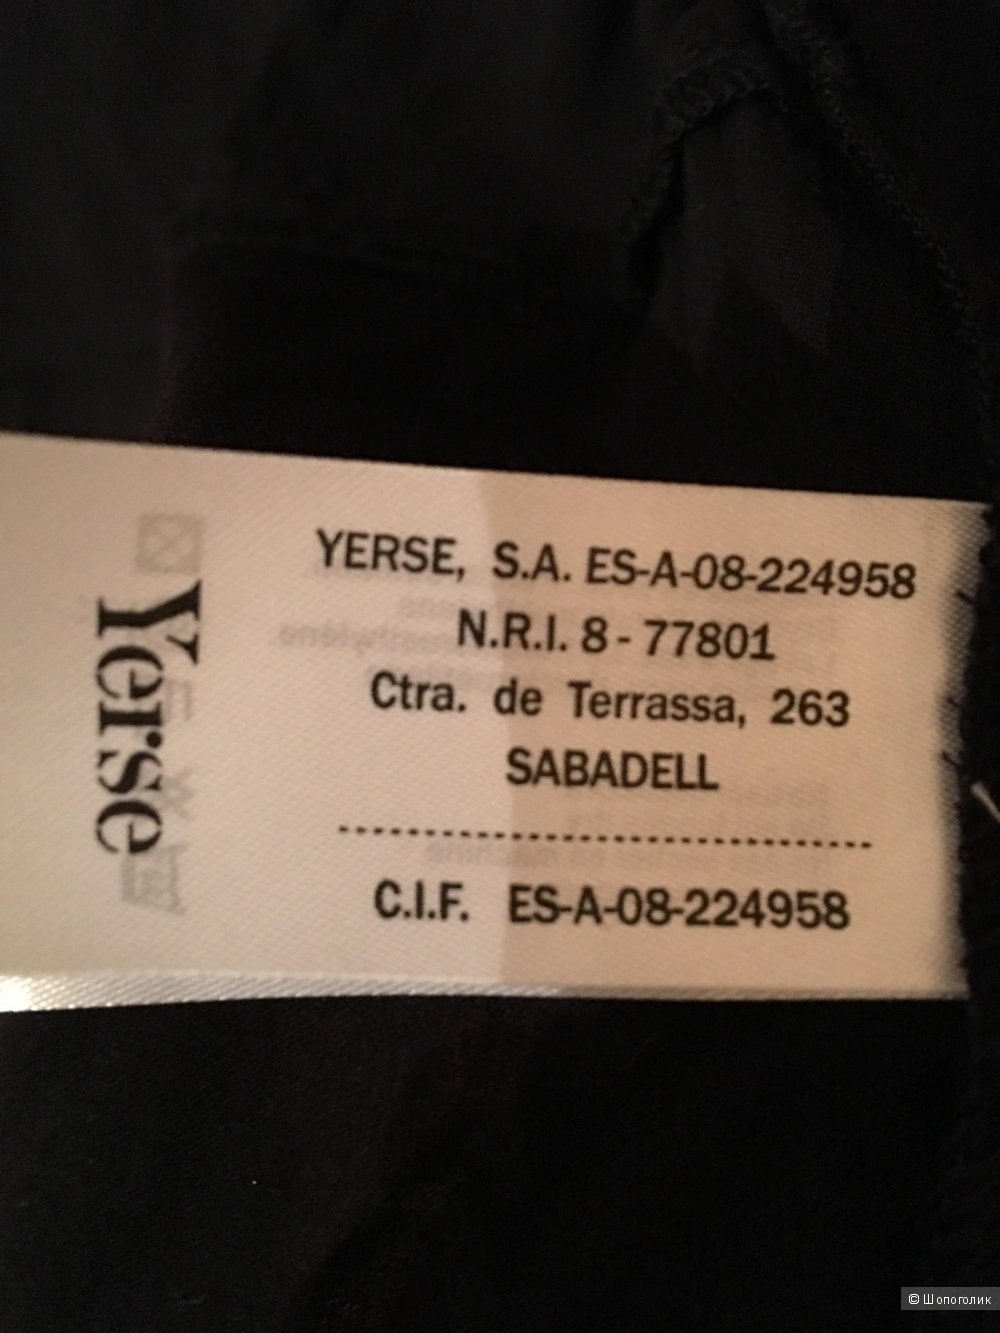 YERSE, S.A. ES-A-08-224958
N.R.I. 8 - 77801
Ctra. de Terrassa, 263
SABADELL
C.I.F. ES-A-08-224958
Yerse
© Шопоголик